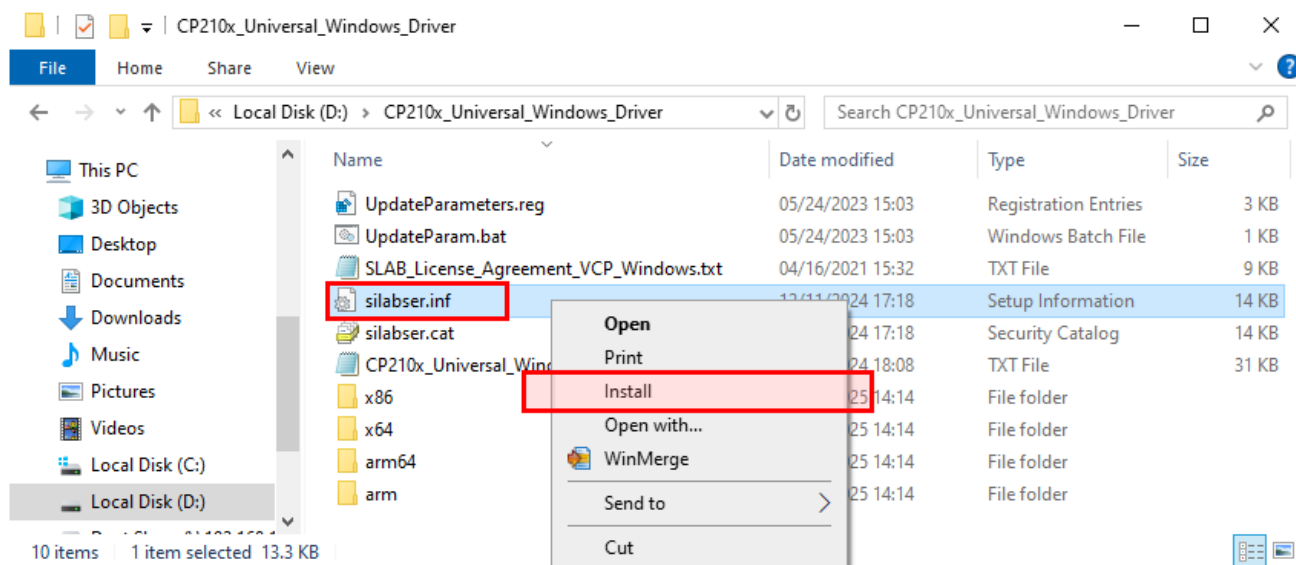 CP210x_Universal_Windows_Driver
File Home Share View
« Local Disk (D:) > CP210x_Universal_Windows_Driver Search CP210x_Universal_Windows_Driver
Name Date modified Type Size
This PC
3D Objects
Desktop
Documents
Downloads
Music
Pictures
Videos
Local Disk (C:)
Local Disk (D:)
UpdateParameters.reg 05/24/2023 15:03 Registration Entries 3 KB
UpdateParam.bat 05/24/2023 15:03 Windows Batch File 1 KB
SLAB_License_Agreement_VCP_Windows.txt 04/16/2021 15:32 TXT File 9 KB
silabser.inf 12/11/2024 17:18 Setup Information 14 KB
silabser.cat 24 17:18 Security Catalog 14 KB
CP210x_Universal_Wind 24 18:08 TXT File 31 KB
x86 25 14:14 File folder
x64 25 14:14 File folder
arm64 25 14:14 File folder
arm 25 14:14 File folder
Open
Print
Install
Open with...
WinMerge
Send to
Cut
10 items 1 item selected 13.3 KB